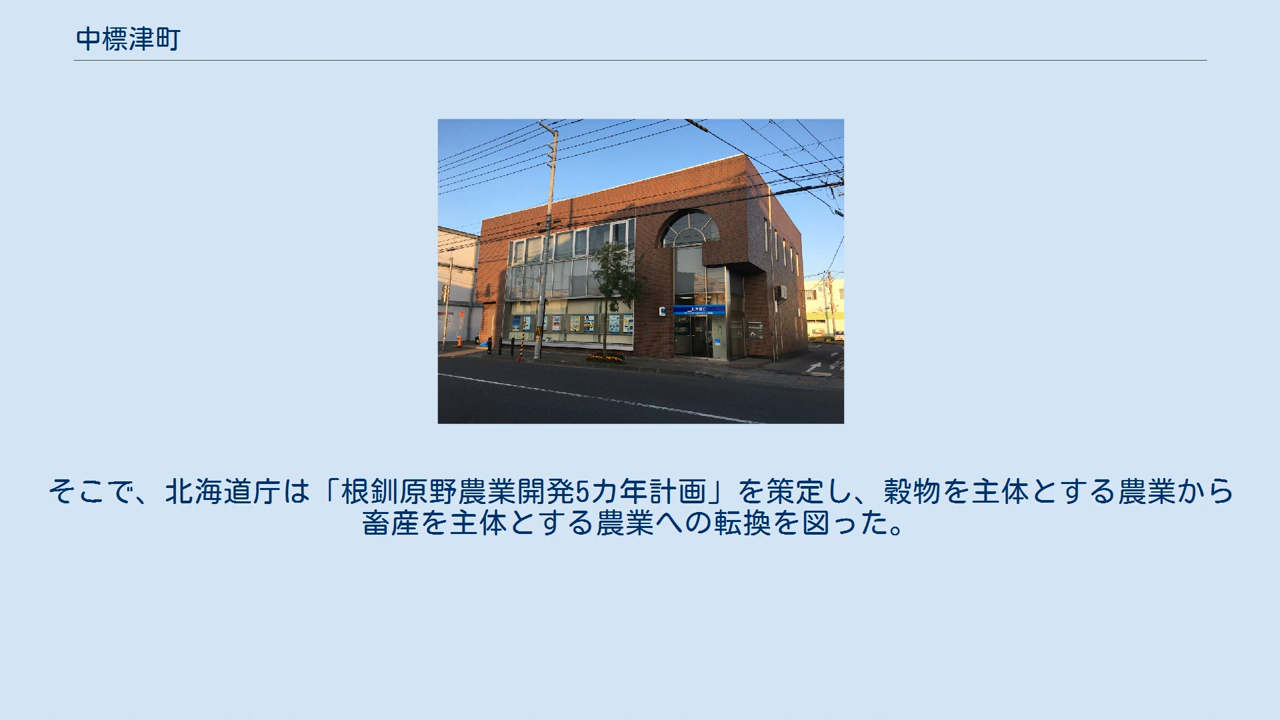 中標津町
そこで、北海道庁は「根釧原野農業開発5カ年計画」を策定し、穀物を主体とする農業から
畜産を主体とする農業への転換を図った。